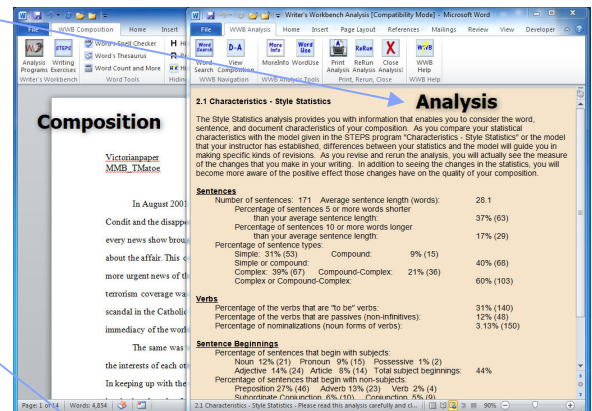 Writer's Workbench Analysis [Compatibility Mode] - Microsoft Word
File WWB Composition Home Insert
File WWB Analysis Home Insert Page Layout References Mailings Review View Developer
Analysis Programs
Writing Exercises
Word's Spell Checker
Word's Thesaurus
Word Count and More
Writer's Workbench Word Tools
Word Search
View Composition
MoreInfo WordUse
Print Analysis
ReRun Analysis
Close Analysis!
WWB Help
WWB Navigation WWB Analysis Tools Print, Rerun, Close WWB Help
Composition
Victorianpaper
MMB_TMatoe
In August 2001
Condit and the disappe
every news show broug
about the affair. This c
more urgent news of th
terrorism coverage wa
scandal in the Catholic
immediacy of the worl
The same was
the interests of each ot
In keeping up with the
Page: 1 of 14 Words: 4,854
Analysis
2.1 Characteristics - Style Statistics
The Style Statistics analysis provides you with information that enables you to consider the word,
sentence, and document characteristics of your composition. As you compare your statistical
characteristics with the model given in the STEPS program "Characteristics - Style Statistics" or the model
that your instructor has established, differences between your statistics and the model will guide you in
making specific kinds of revisions. As you revise and rerun the analysis, you will actually see the measure
of the changes that you make in your writing. In addition to seeing the changes in the statistics, you will
become more aware of the positive effect those changes have on the quality of your composition.
Sentences
Number of sentences: 171 Average sentence length (words): 28.1
Percentage of sentences 5 or more words shorter
than your average sentence length: 37% (63)
Percentage of sentences 10 or more words longer
than your average sentence length: 17% (29)
Percentage of sentence types:
Simple: 31% (53) Compound: 9% (15)
Simple or compound: 40% (68)
Complex: 39% (67) Compound-Complex: 21% (36)
Complex or Compound-Complex: 60% (103)
Verbs
Percentage of the verbs that are "to be" verbs: 31% (140)
Percentage of the verbs that are passives (non-infinitives): 12% (48)
Percentage of nominalizations (noun forms of verbs): 3.13% (150)
Sentence Beginnings
Percentage of sentences that begin with subjects:
Noun 12% (21) Pronoun 9% (15) Possessive 1% (2)
Adjective 14% (24) Article 8% (14) Total subject beginnings: 44%
Percentage of sentences that begin with non-subjects:
Preposition 27% (46) Adverb 13% (23) Verb 2% (4)
Subordinate Conjunction 6% (10) Conjunction 5% (9)
2.1 Characteristics - Style Statistics - Please read this analysis carefully and cl... 90%